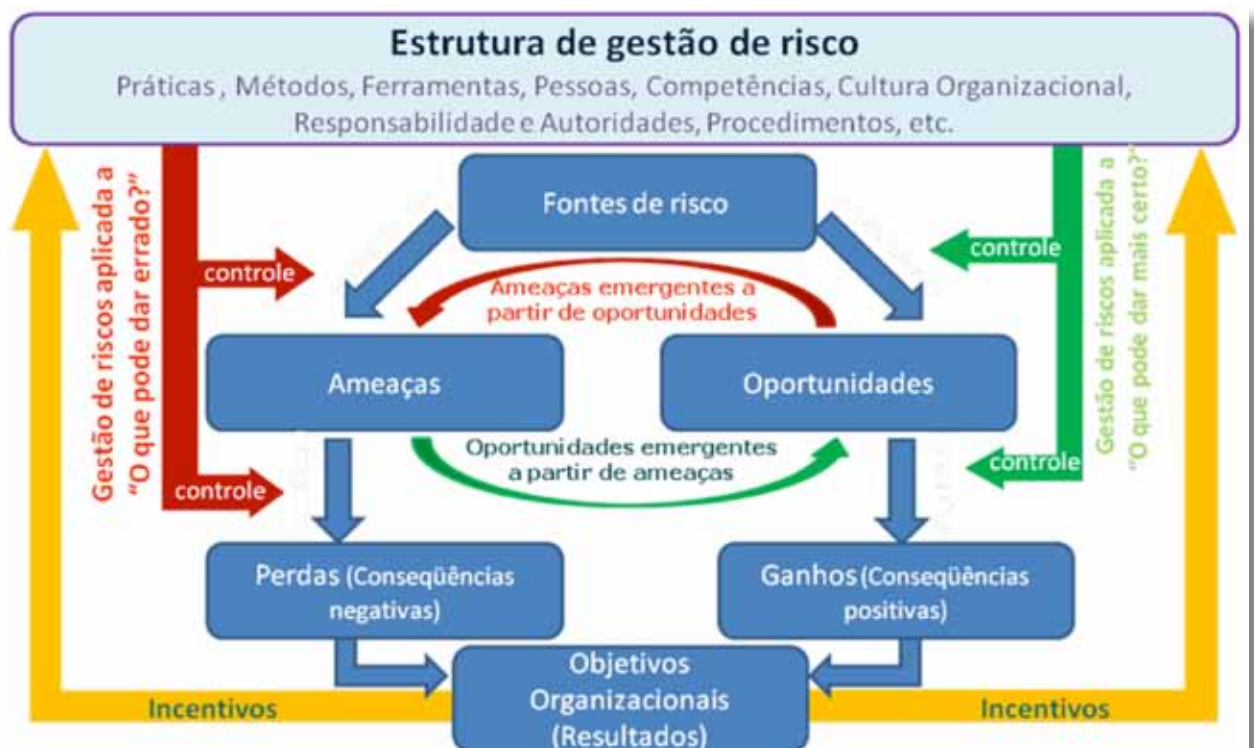 Estrutura de gestão de risco
Práticas , Métodos, Ferramentas, Pessoas, Competências, Cultura Organizacional,
Responsabilidade e Autoridades, Procedimentos, etc.
Gestão de riscos aplicada a
“O que pode dar errado?”
Fontes de risco
Gestão de riscos aplicada a
“O que pode dar mais certo?”
controle
controle
Ameaças emergentes a
partir de oportunidades
Ameaças
Oportunidades
Oportunidades emergentes
a partir de ameaças
controle
controle
Perdas (Conseqüências
negativas)
Ganhos (Conseqüências
positivas)
Objetivos
Organizacionais
(Resultados)
Incentivos
Incentivos